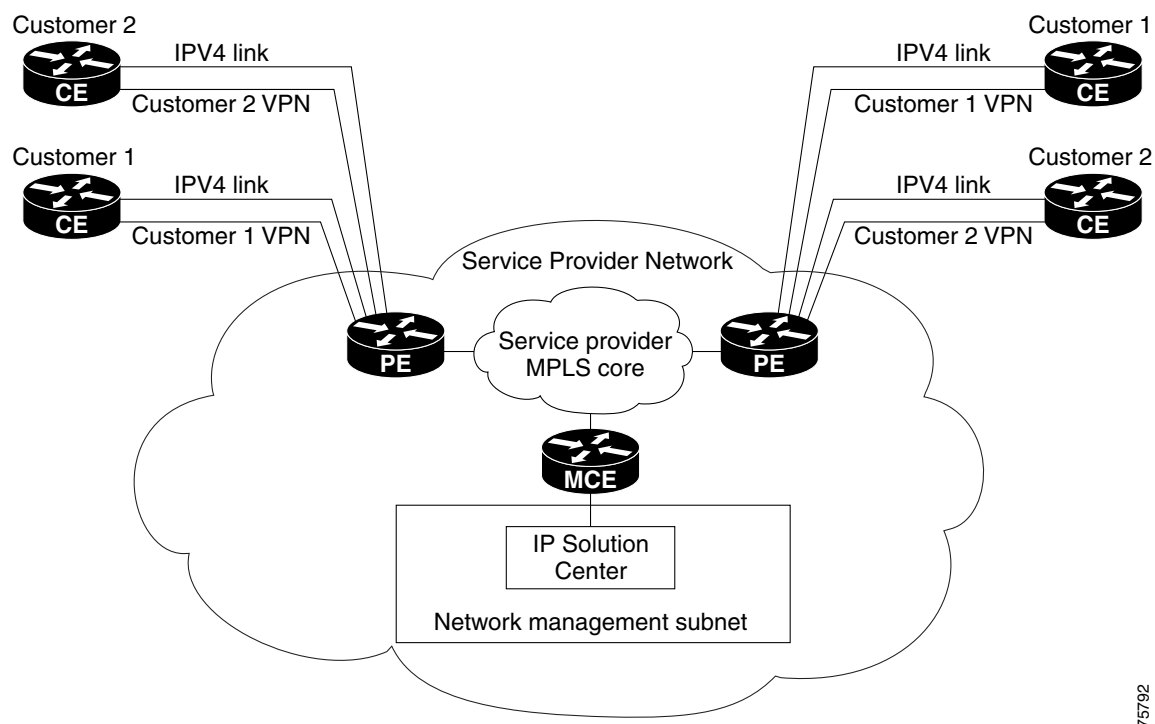 Customer 2
IPV4 link
CE
Customer 2 VPN
Customer 1
IPV4 link
CE
Customer 1 VPN
Customer 1
IPV4 link
CE
Customer 1 VPN
Customer 2
IPV4 link
CE
Customer 2 VPN
Service Provider Network
PE
Service provider
MPLS core
PE
MCE
IP Solution
Center
Network management subnet
75792